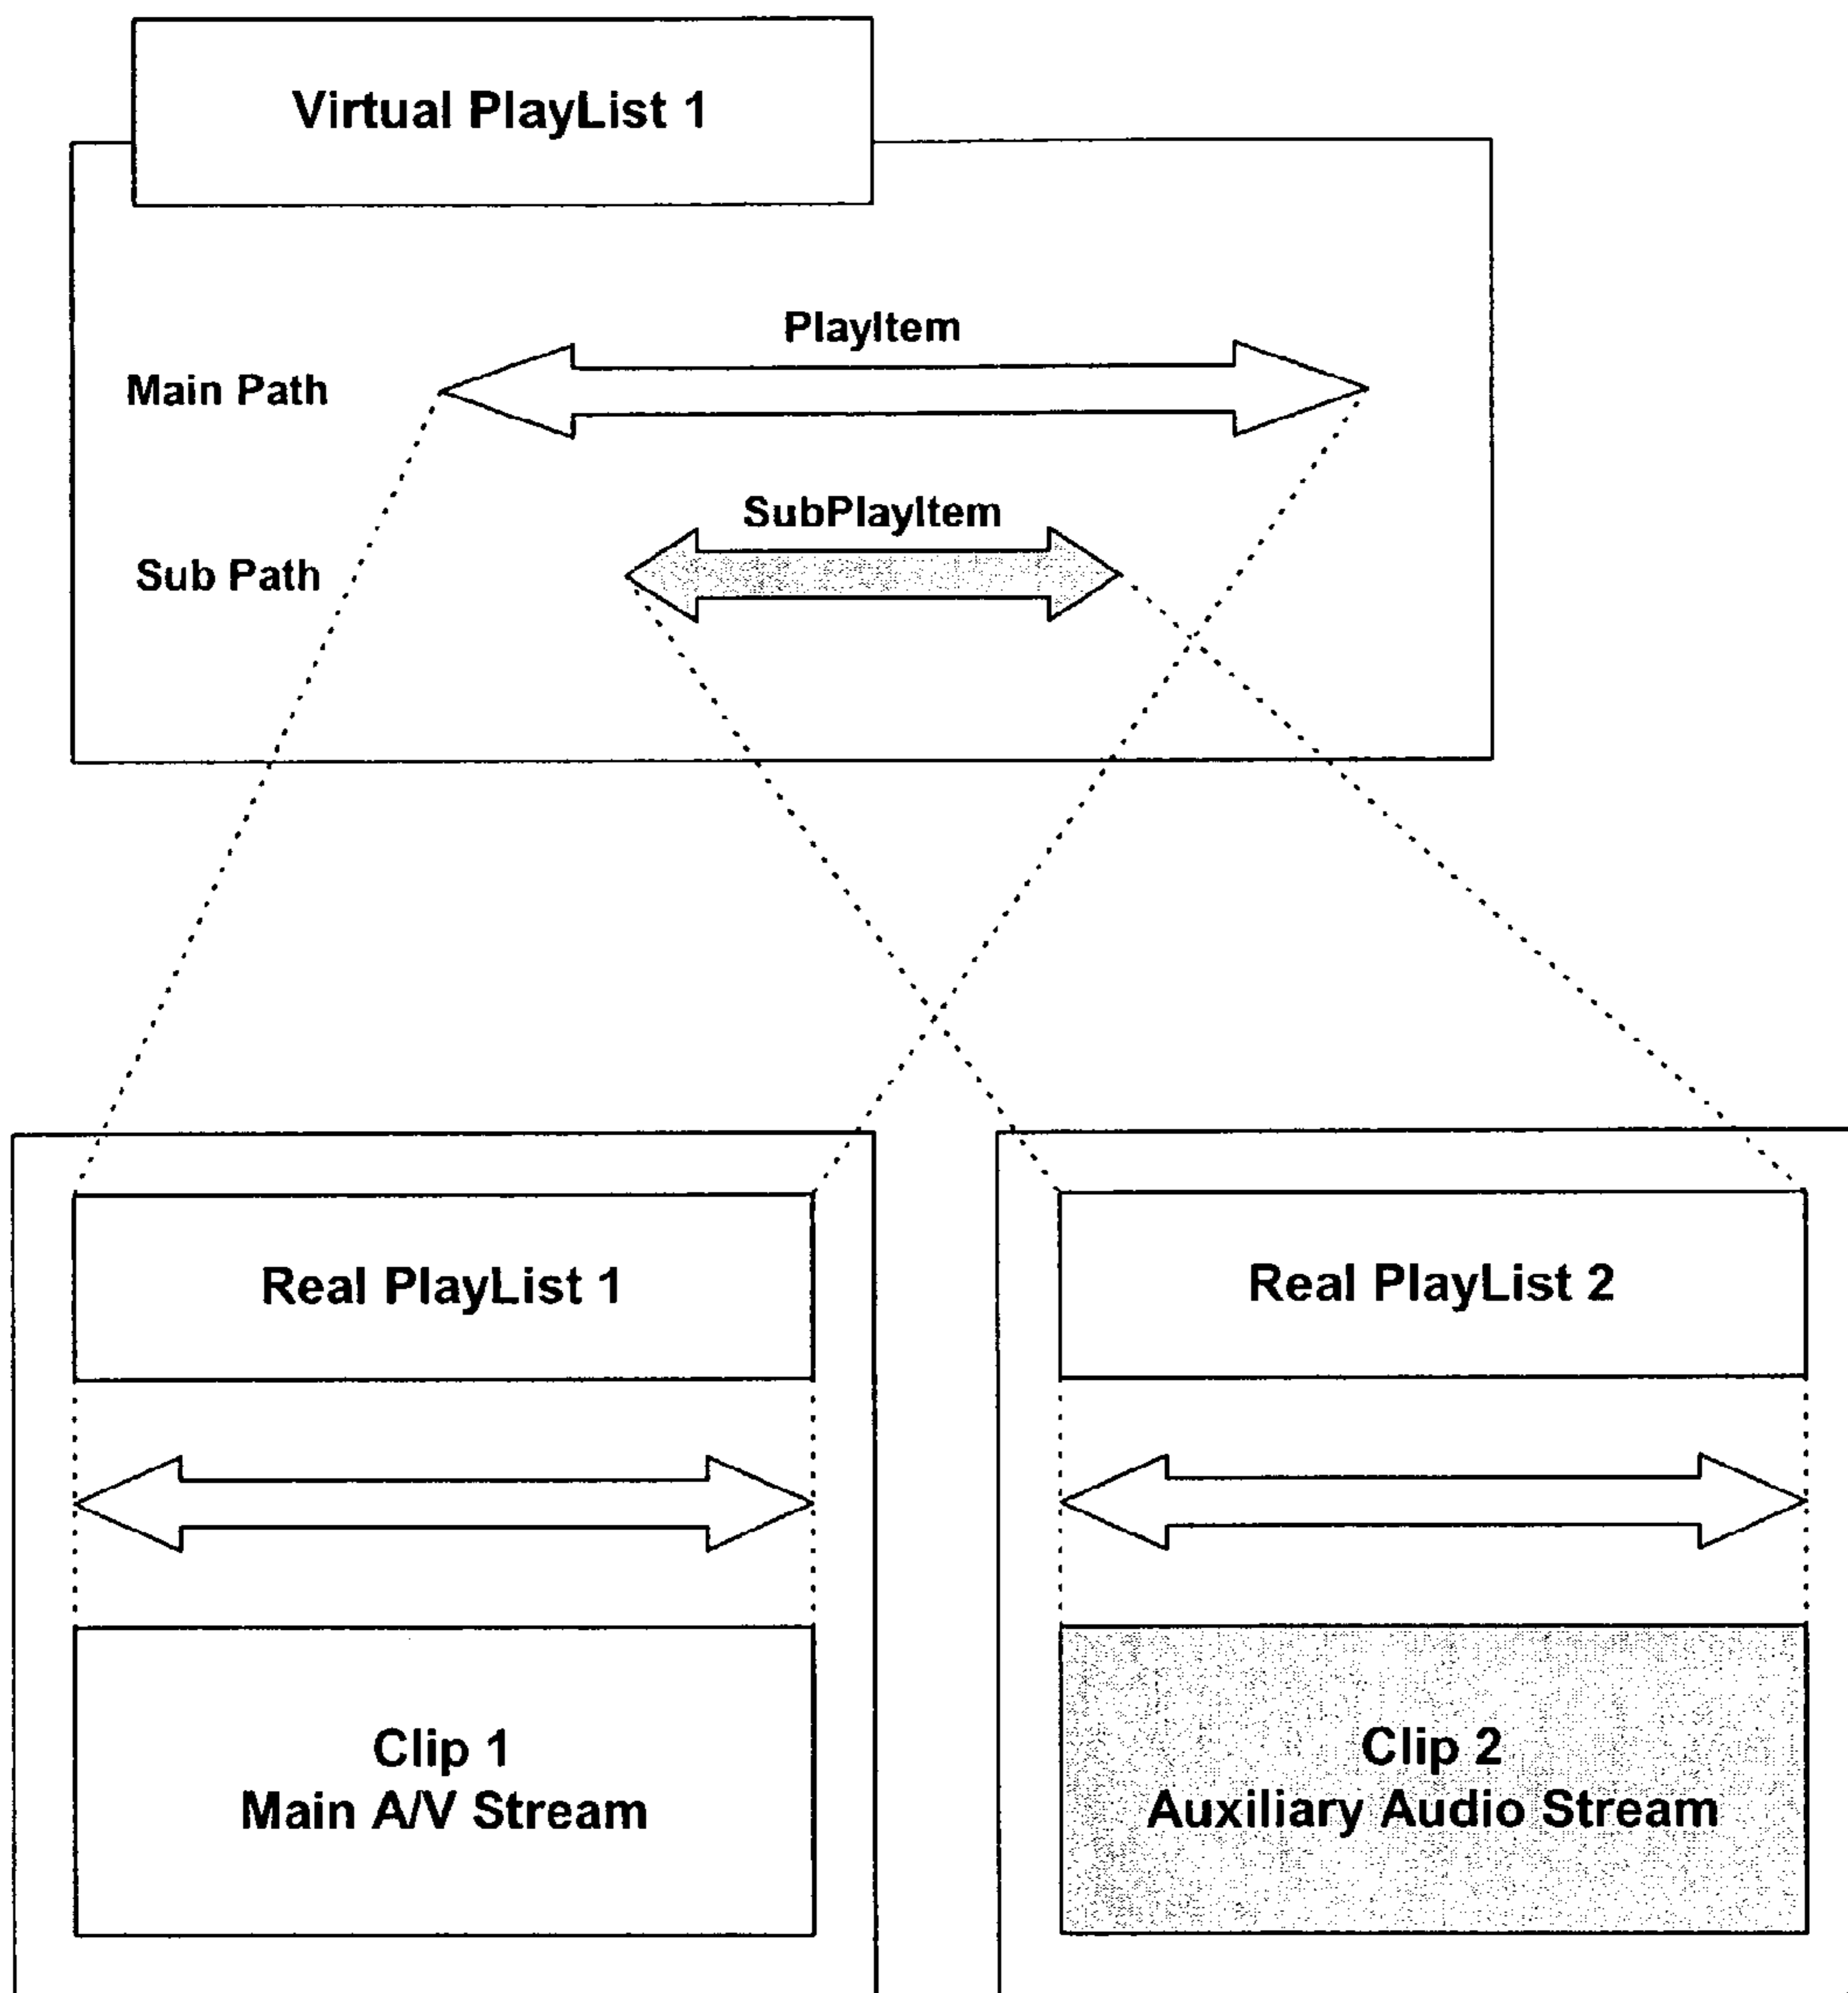 Virtual PlayList 1
PlayItem
Main Path
SubPlayItem
Sub Path
Real PlayList 1
Real PlayList 2
Clip 1
Main A/V Stream
Clip 2
Auxiliary Audio Stream